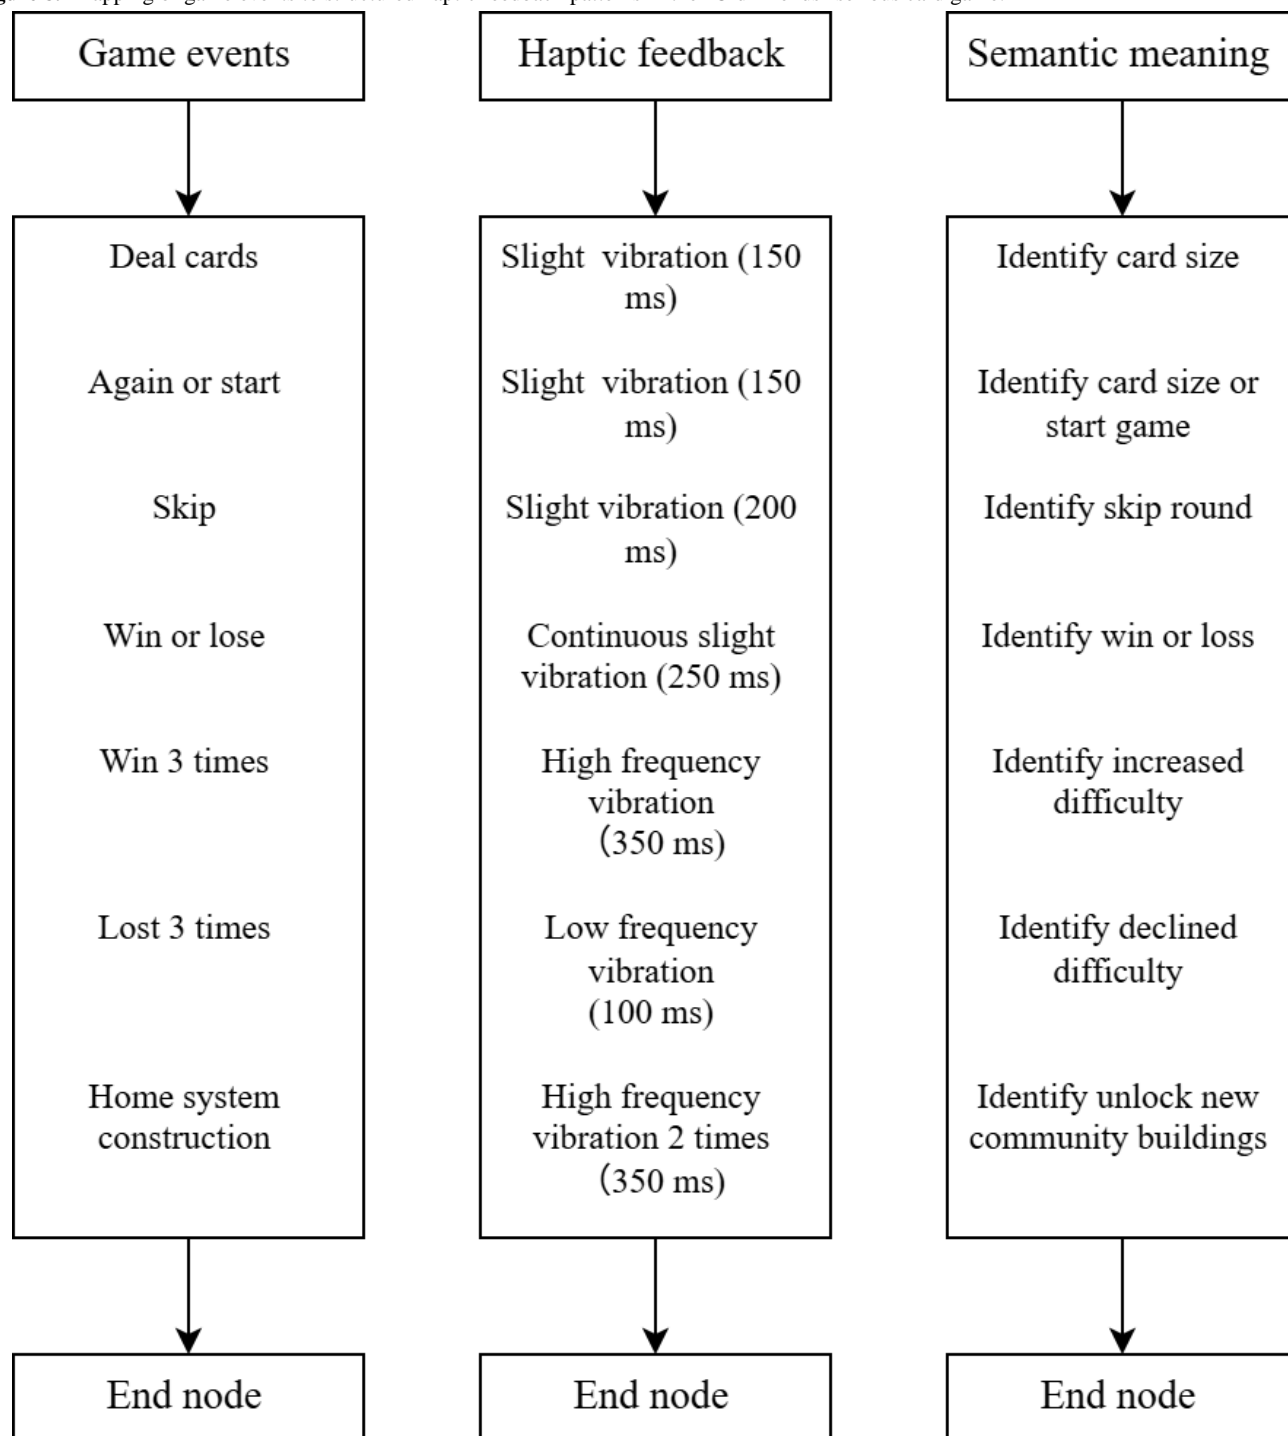 Game events
Haptic feedback
Semantic meaning
Deal cards
Again or start
Skip
Win or lose
Win 3 times
Lost 3 times
Home system
construction
Slight vibration (150
ms)
Slight vibration (150
ms)
Slight vibration (200
ms)
Continuous slight
vibration (250 ms)
High frequency
vibration
（350 ms)
Low frequency
vibration
(100 ms)
High frequency
vibration 2 times
（350 ms)
Identify card size
Identify card size or
start game
Identify skip round
Identify win or loss
Identify increased
difficulty
Identify declined
difficulty
Identify unlock new
community buildings
End node
End node
End node